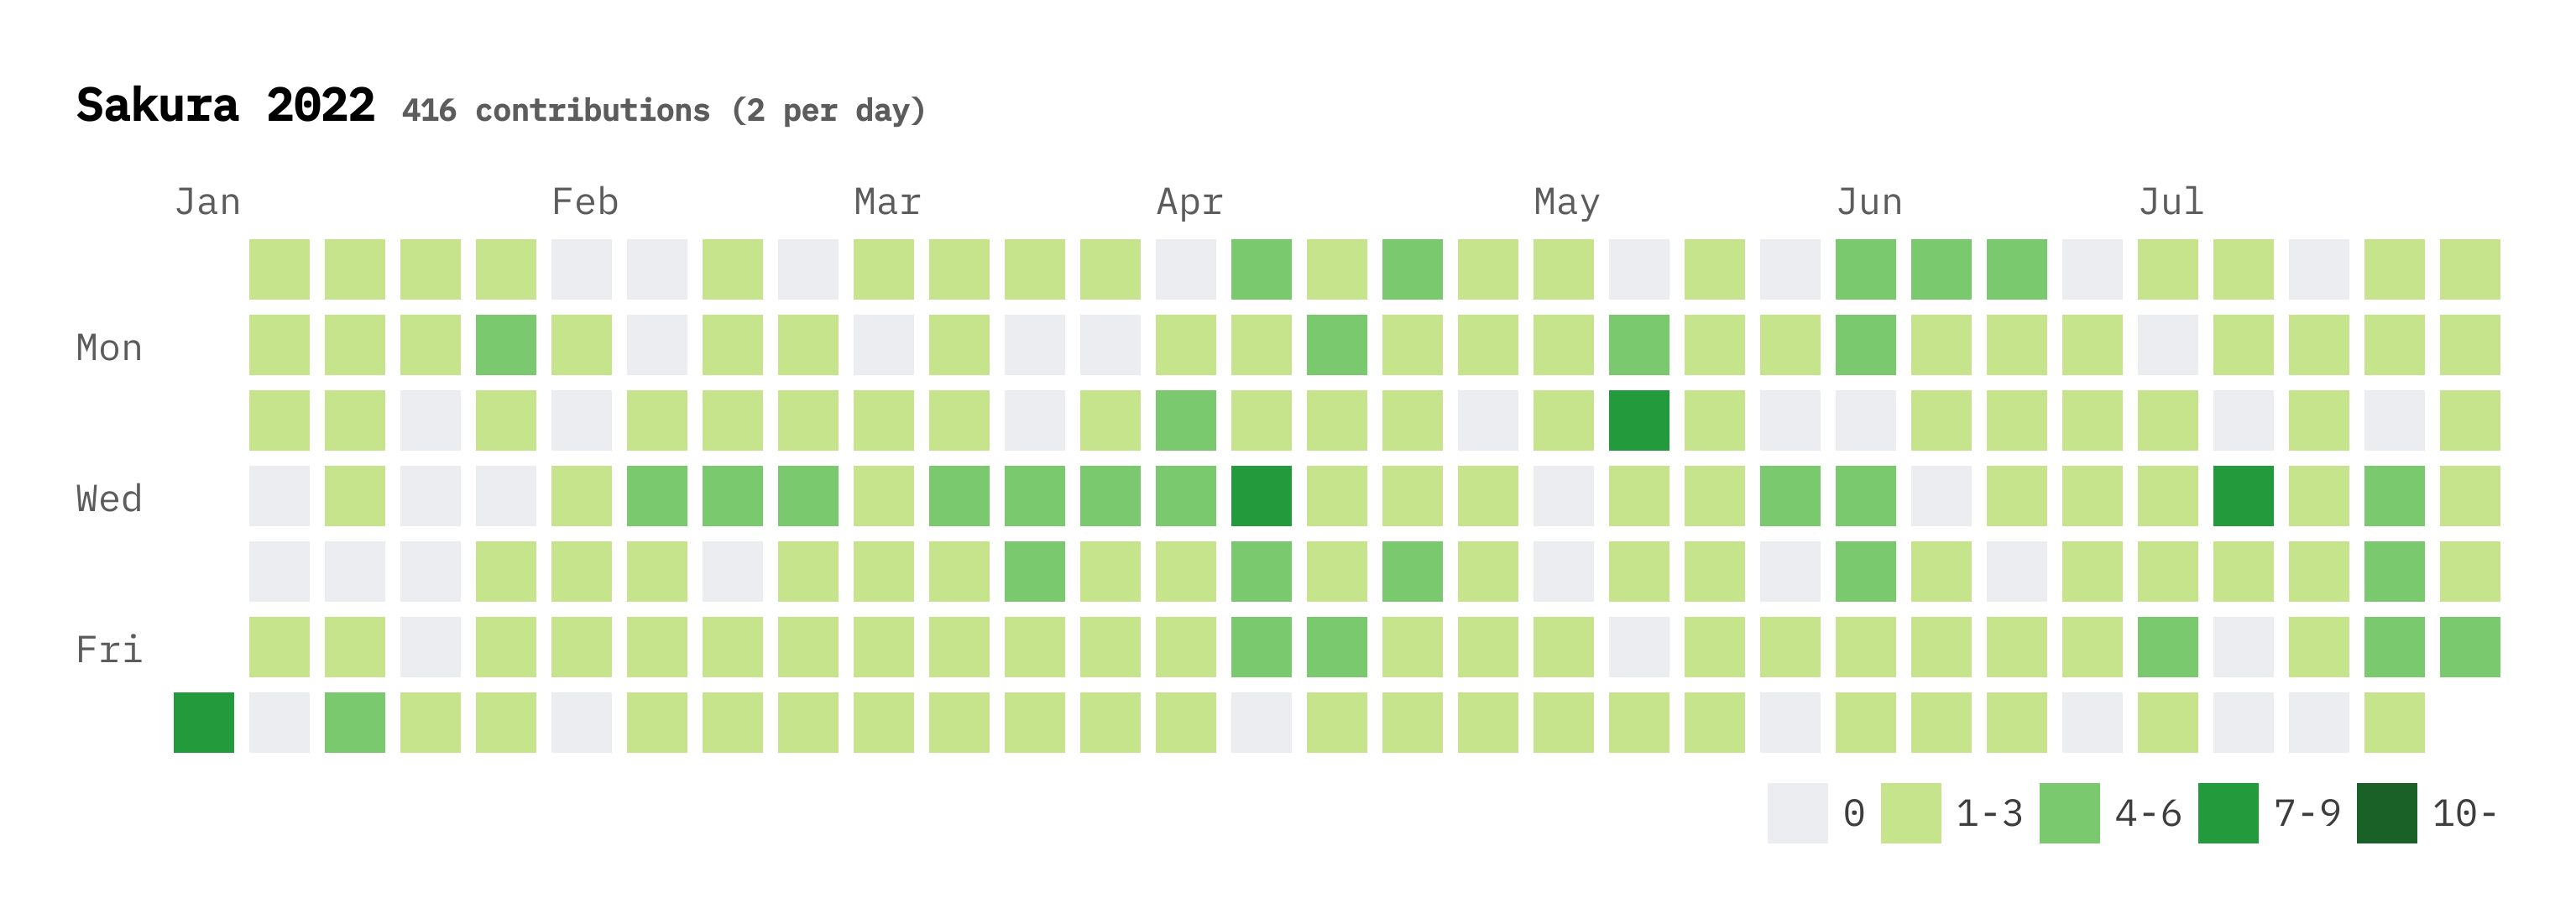 Sakura 2022 416 contributions (2 per day)
Jan Feb Mar Apr May Jun Jul
Mon
Wed
Fri
0 1-3 4-6 7-9 10-